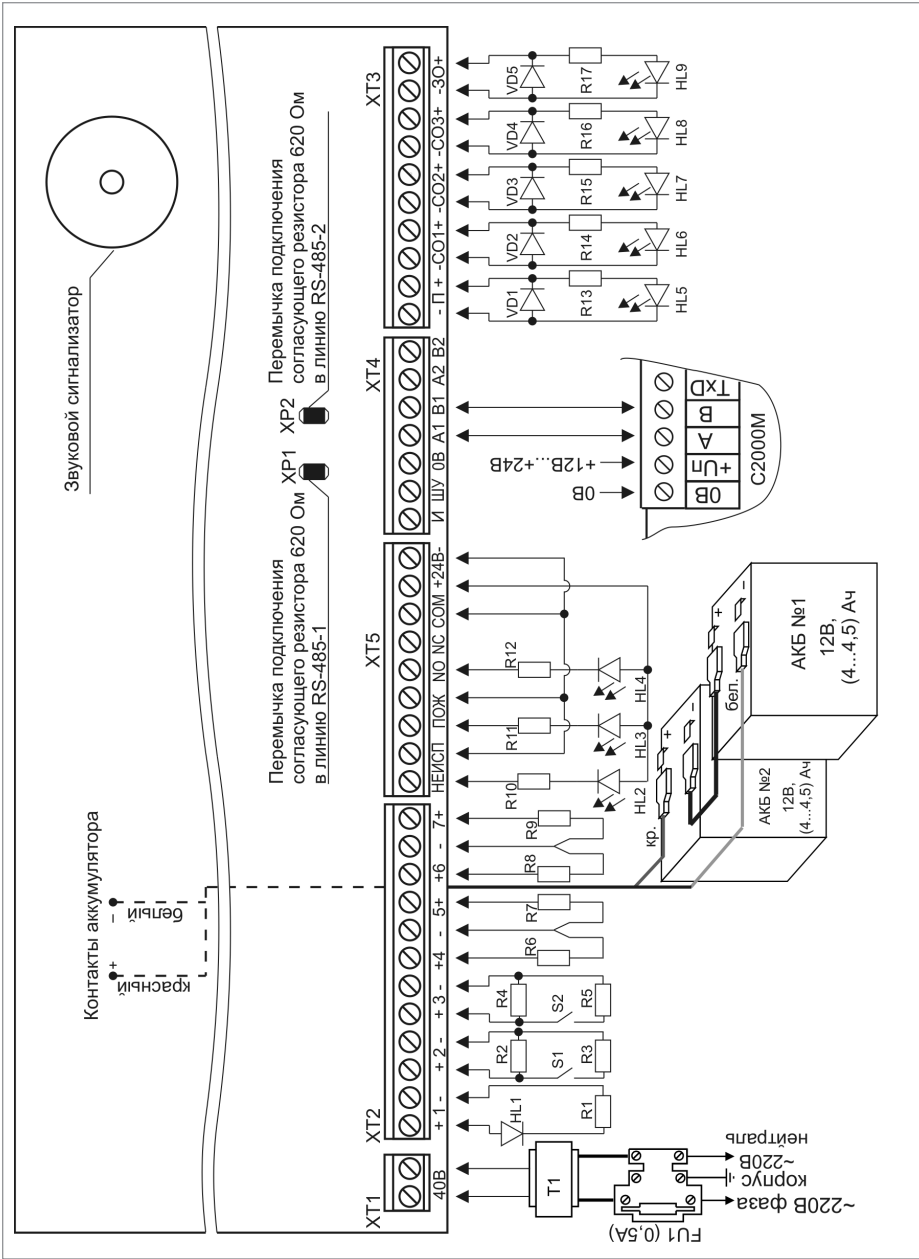 Звуковой сигнализатор
Контакты аккумулятора
+
–
красный
белый
Перемычка подключения
согласующего резистора 620 Ом
в линию RS-485-1
XP1
XP2
Перемычка подключения
согласующего резистора 620 Ом
в линию RS-485-2
XT1
40В
XT2
+ 1 -
+ 2 -
+ 3 -
+4 - 5+
+6 - 7+
XT5
НЕИСП ПОЖ NO NC COM +24В-
XT4
И ШУ 0В A1 B1 A2 B2
XT3
- П + -СО1+ -СО2+ -СО3+ -ЗО+
T1
FU1 (0,5А)
~220В фаза
корпус
~220В
нейтраль
HL1
R1
R2
S1
R3
R4
S2
R5
R6
R7
R8
R9
R10
R11
R12
HL2
HL3
HL4
кр.
бел.
+
–
+
–
АКБ №2
12В,
(4...4,5) Ач
АКБ №1
12В,
(4...4,5) Ач
0В
+12В...+24В
0В
+Uп
A
B
TxD
С2000М
VD1
VD2
VD3
VD4
VD5
R13
R14
R15
R16
R17
HL5
HL6
HL7
HL8
HL9